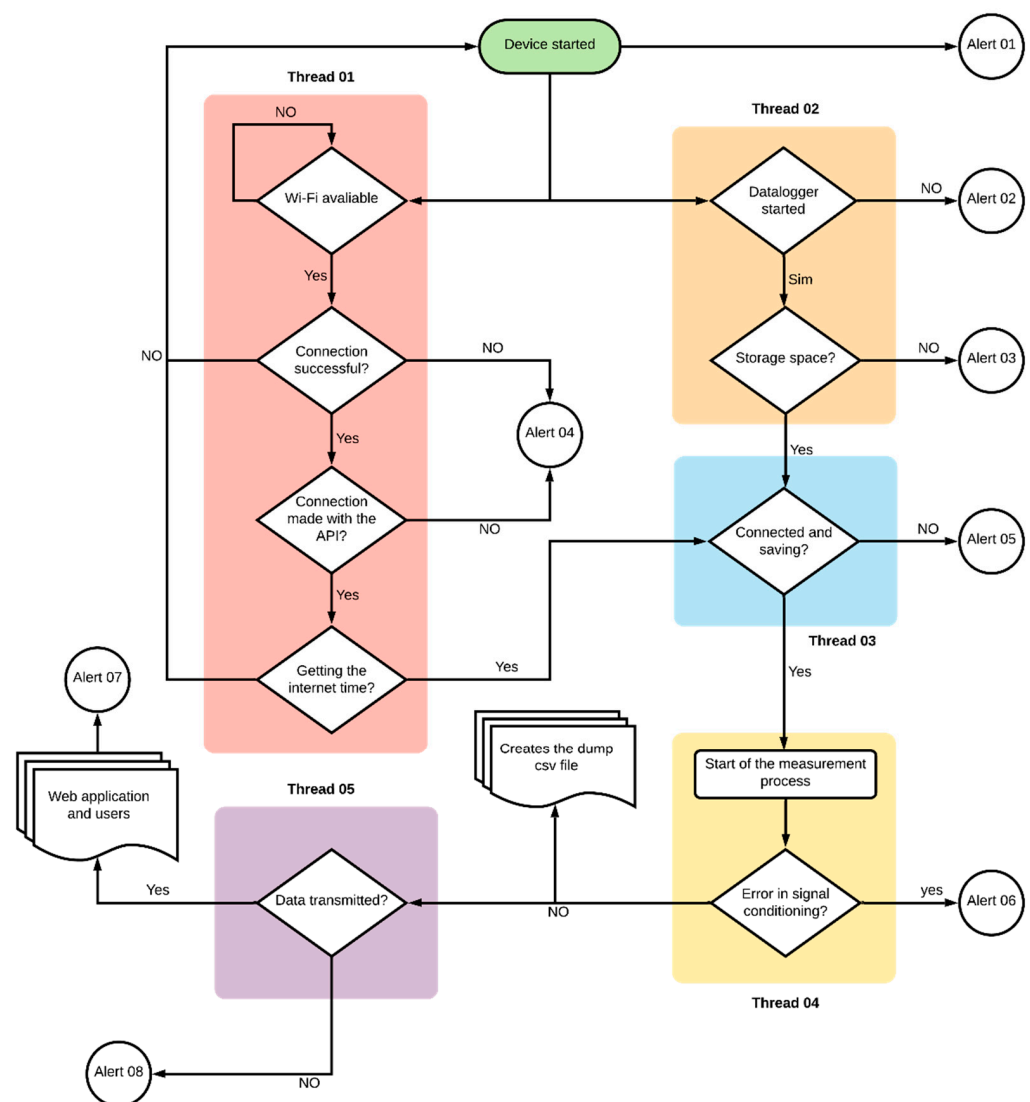 Device started
Alert 01
Thread 01
NO
Wi-Fi avaliable
Yes
Connection
successful?
NO
NO
Yes
Alert 04
Connection
made with the
API?
NO
Yes
Getting the
internet time?
Yes
Thread 02
Datalogger
started
NO
Alert 02
Sim
Storage space?
NO
Alert 03
Yes
Connected and
saving?
NO
Alert 05
Thread 03
Yes
Start of the measurement
process
Error in signal
conditioning?
yes
Alert 06
Thread 04
NO
Creates the dump
csv file
Thread 05
Data transmitted?
Yes
Web application
and users
Alert 07
NO
Alert 08